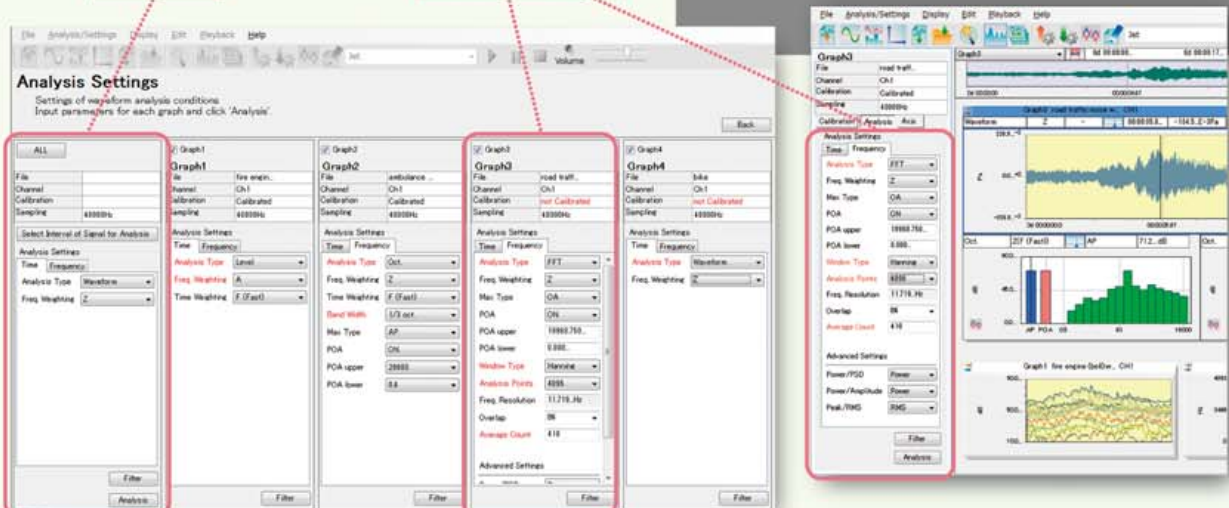 File Analysis/Settings Display Edit Playback Help
Jet
Volume
Analysis Settings
Settings of waveform analysis conditions
Input parameters for each graph and click 'Analysis'.
Back
ALL
File
Channel
Calibration
Sampling 48000Hz
Select Interval of Signal for Analysis
Analysis Settings
Time Frequency
Analysis Type Waveform
Freq. Weighting Z
Filter
Analysis
Graph1
Graph1
File fire engin..
Channel Ch1
Calibration Calibrated
Sampling 48000Hz
Analysis Settings
Time Frequency
Analysis Type Level
Freq. Weighting A
Time Weighting F (Fast)
Filter
Graph2
Graph2
File ambulance ..
Channel Ch1
Calibration Calibrated
Sampling 48000Hz
Analysis Settings
Time Frequency
Analysis Type Oct.
Freq. Weighting Z
Time Weighting F (Fast)
Band Width 1/3 oct
Max Type AP
POA ON
POA upper 20000
POA lower
Filter
Graph3
Graph3
File road traff..
Channel Ch1
Calibration not Calibrated
Sampling 48000Hz
Analysis Settings
Time Frequency
Analysis Type FFT
Freq. Weighting Z
Max Type OA
POA ON
POA upper
POA lower 0.000..
Window Type Hanning
Analysis Points 4096
Freq. Resolution 11.719..Hz
Overlap 0%
Average Count 410
Advanced Settings
Filter
Graph4
Graph4
File bike
Channel Ch1
Calibration not Calibrated
Sampling 48000Hz
Analysis Settings
Time Frequency
Analysis Type Waveform
Freq. Weighting Z
Filter
File Analysis/Settings Display Edit Playback Help
Jet
Graph3
File road traff..
Channel Ch1
Calibration Calibrated
Sampling 48000Hz
Calibration Analysis Axis
Analysis Settings
Time Frequency
Analysis Type FFT
Freq. Weighting Z
Max Type OA
POA ON
POA upper
POA lower 0.000..
Window Type Hanning
Analysis Points 4096
Freq. Resolution 11.719..Hz
Overlap 0%
Average Count 410
Advanced Settings
Power/PSD Power
Power/Amplitude Power
Peak/RMS RMS
Filter
Analysis
Graph3
Waveform Z -
Oct. AP 71.2.. dB Oct.
AP POA
Graph1 fire engine